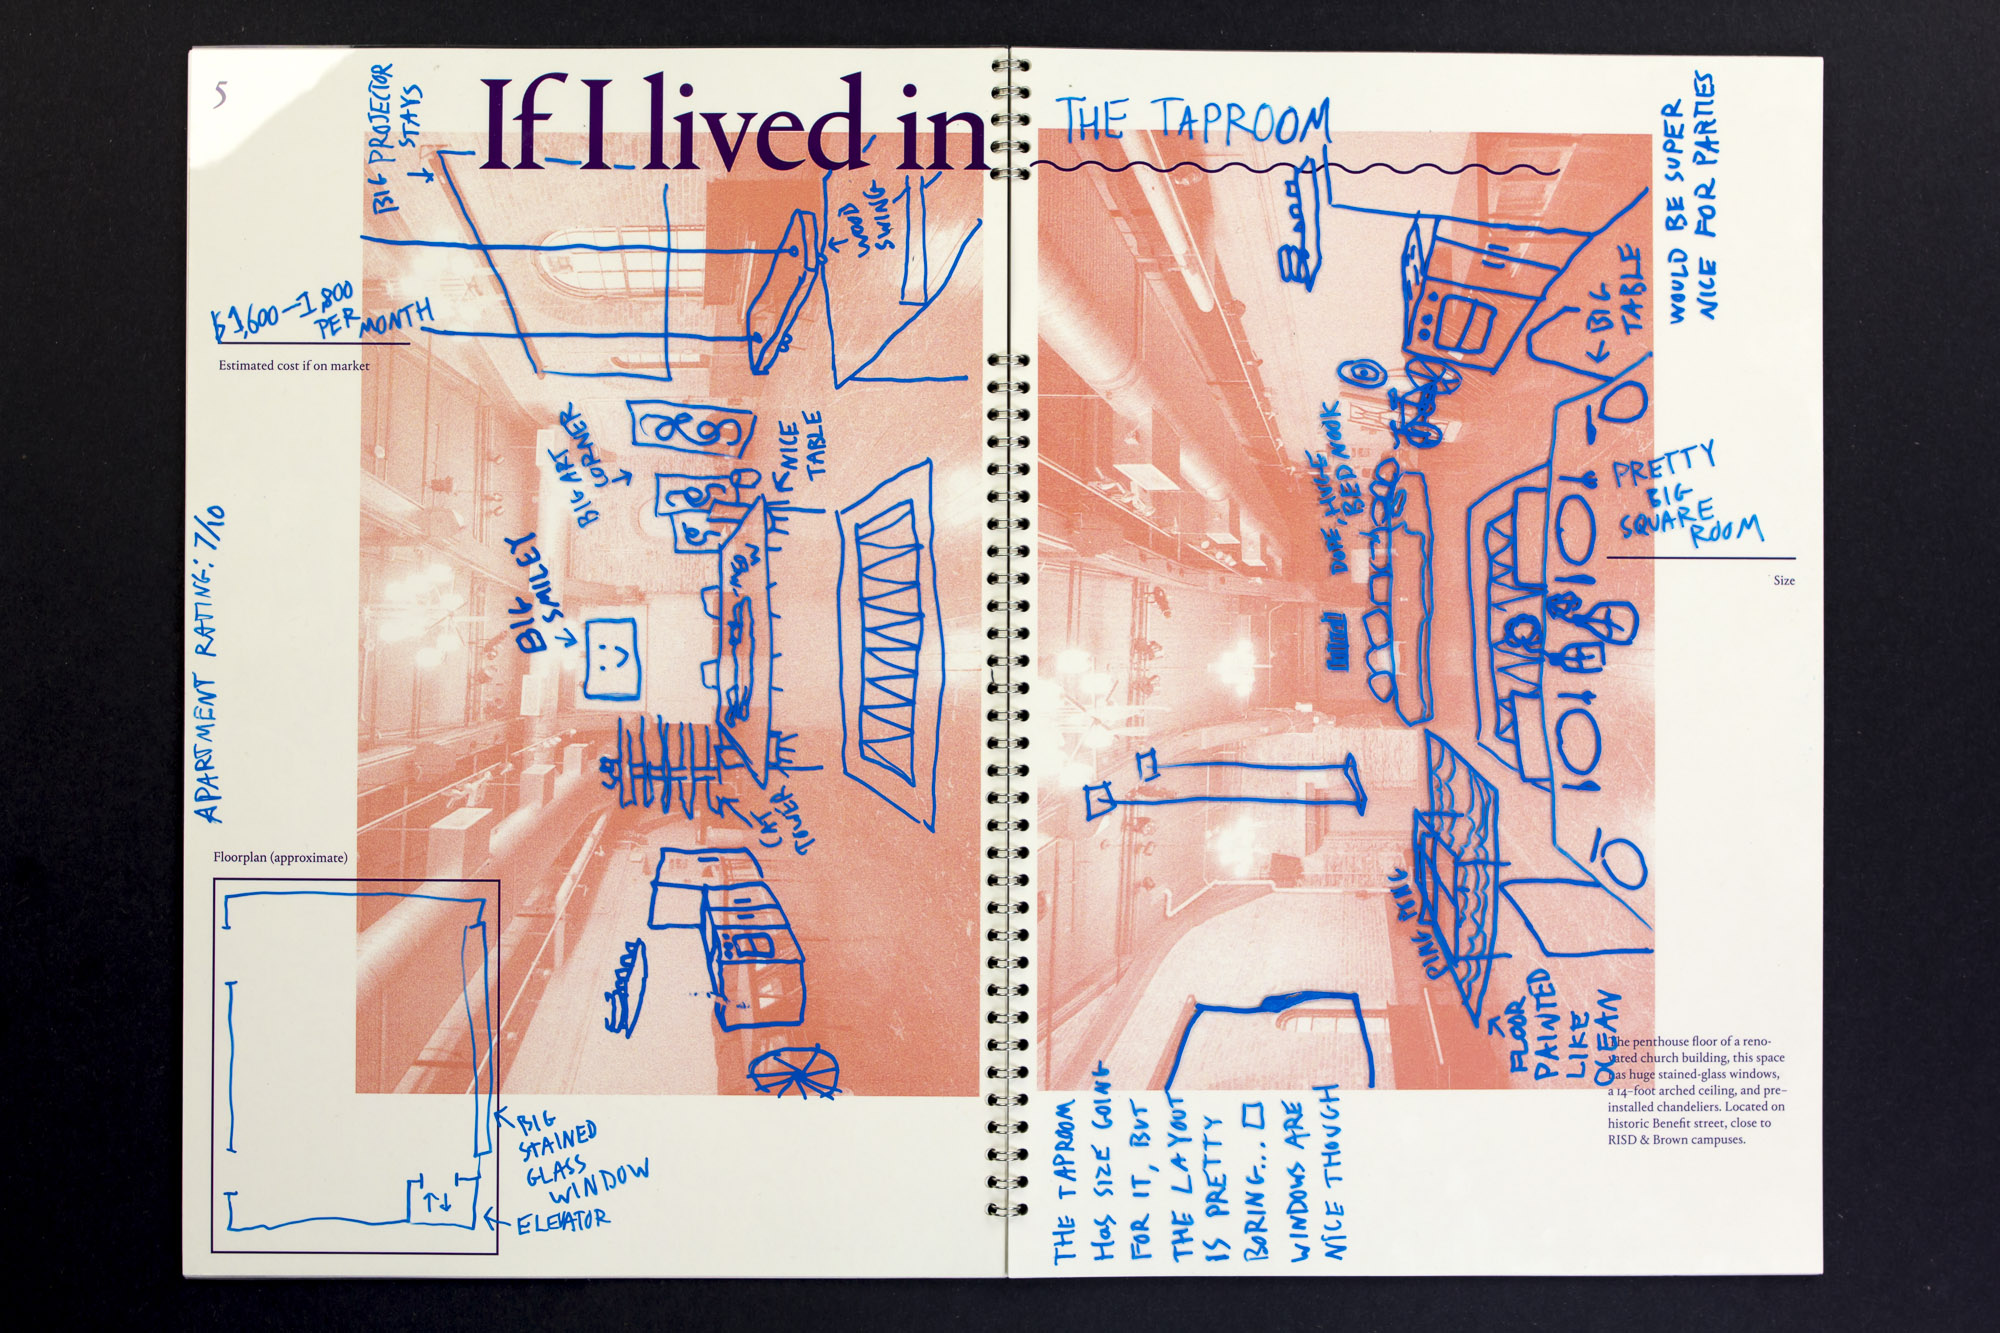 5
If I lived in
THE TAPROOM
BIG PROJECTOR
STAYS
WOOD
SWING
$1,600–1,800
PER MONTH
Estimated cost if on market
BIG ART
CORNER
NICE
TABLE
BIG
SMILEY
CAT
TOWER
APARTMENT RATING: 7/10
Floorplan (approximate)
BIG
STAINED
GLASS
WINDOW
ELEVATOR
WOULD BE SUPER
NICE FOR PARTIES
BIG
TABLE
DOPE, HUGE
BED NOOK
PRETTY
BIG
SQUARE
ROOM
Size
PING PING
FLOOR
PAINTED
LIKE
OCEAN
The penthouse floor of a reno-
vated church building, this space
has huge stained-glass windows,
a 14-foot arched ceiling, and pre-
installed chandeliers. Located on
historic Benefit street, close to
RISD & Brown campuses.
THE TAPROOM
HAS SIZE GOING
FOR IT, BUT
THE LAYOUT
IS PRETTY
BORING...
WINDOWS ARE
NICE THOUGH